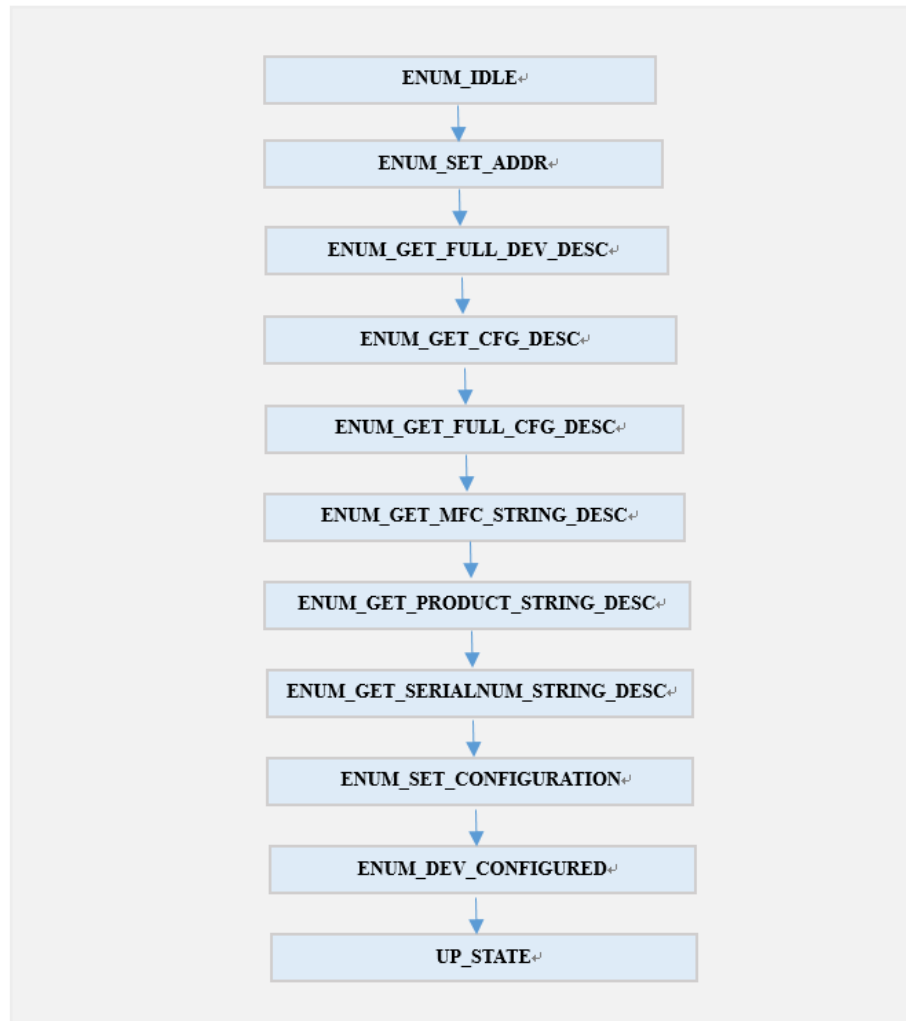 ENUM_IDLE↵
ENUM_SET_ADDR↵
ENUM_GET_FULL_DEV_DESC↵
ENUM_GET_CFG_DESC↵
ENUM_GET_FULL_CFG_DESC↵
ENUM_GET_MFC_STRING_DESC↵
ENUM_GET_PRODUCT_STRING_DESC↵
ENUM_GET_SERIALNUM_STRING_DESC↵
ENUM_SET_CONFIGURATION↵
ENUM_DEV_CONFIGURED↵
UP_STATE↵